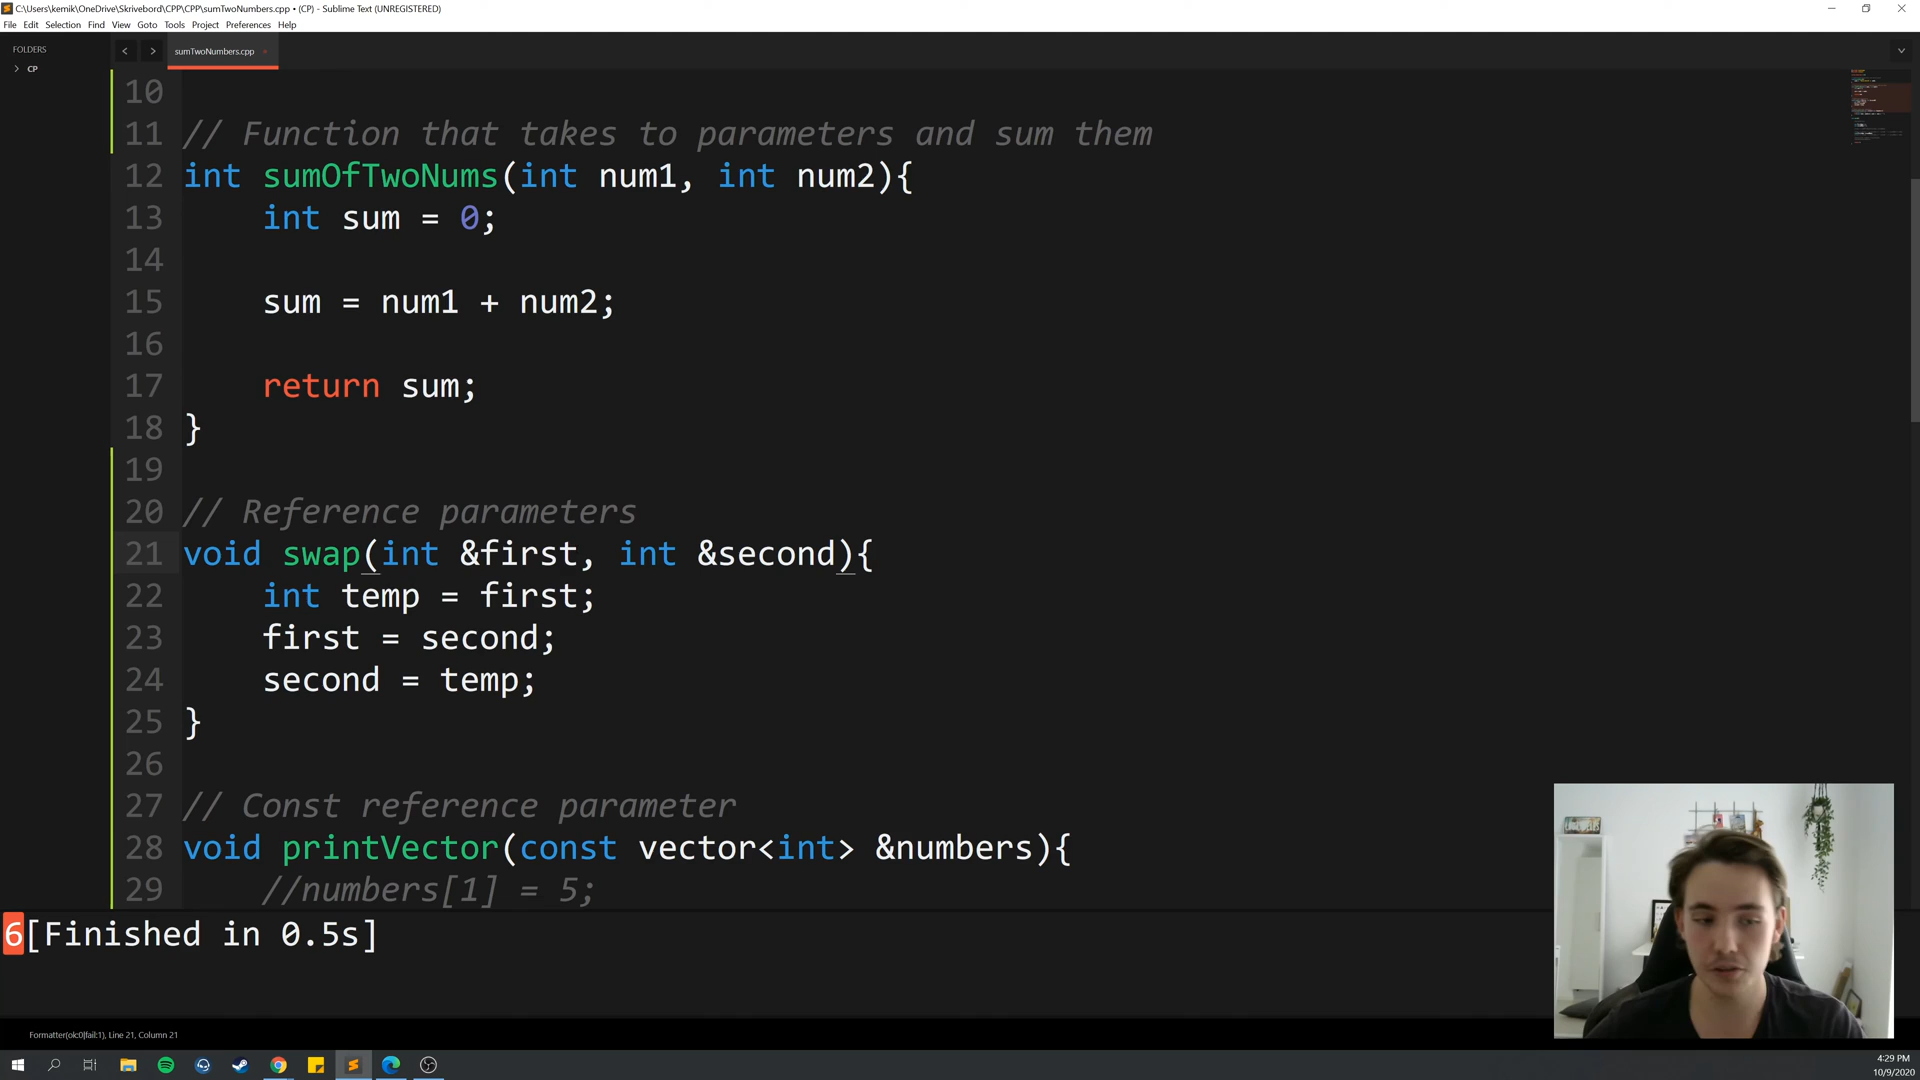 C:\Users\kemik\OneDrive\Skrivebord\CPP\CPP\sumTwoNumbers.cpp • (CP) - Sublime Text (UNREGISTERED)
File Edit Selection Find View Goto Tools Project Preferences Help
FOLDERS
CP
sumTwoNumbers.cpp
10
11 // Function that takes to parameters and sum them
12 int sumOfTwoNums(int num1, int num2){
13 int sum = 0;
14
15 sum = num1 + num2;
16
17 return sum;
18 }
19
20 // Reference parameters
21 void swap(int &first, int &second){
22 int temp = first;
23 first = second;
24 second = temp;
25 }
26
27 // Const reference parameter
28 void printVector(const vector<int> &numbers){
29 //numbers[1] = 5;
6[Finished in 0.5s]
Formatter(ok:0|fail:1), Line 21, Column 21
4:29 PM
10/9/2020